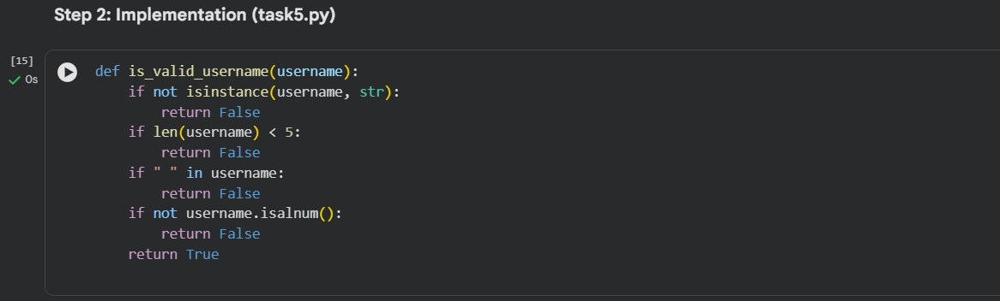 Step 2: Implementation (task5.py)
[15]
0s
def is_valid_username(username):
    if not isinstance(username, str):
        return False
    if len(username) < 5:
        return False
    if " " in username:
        return False
    if not username.isalnum():
        return False
    return True